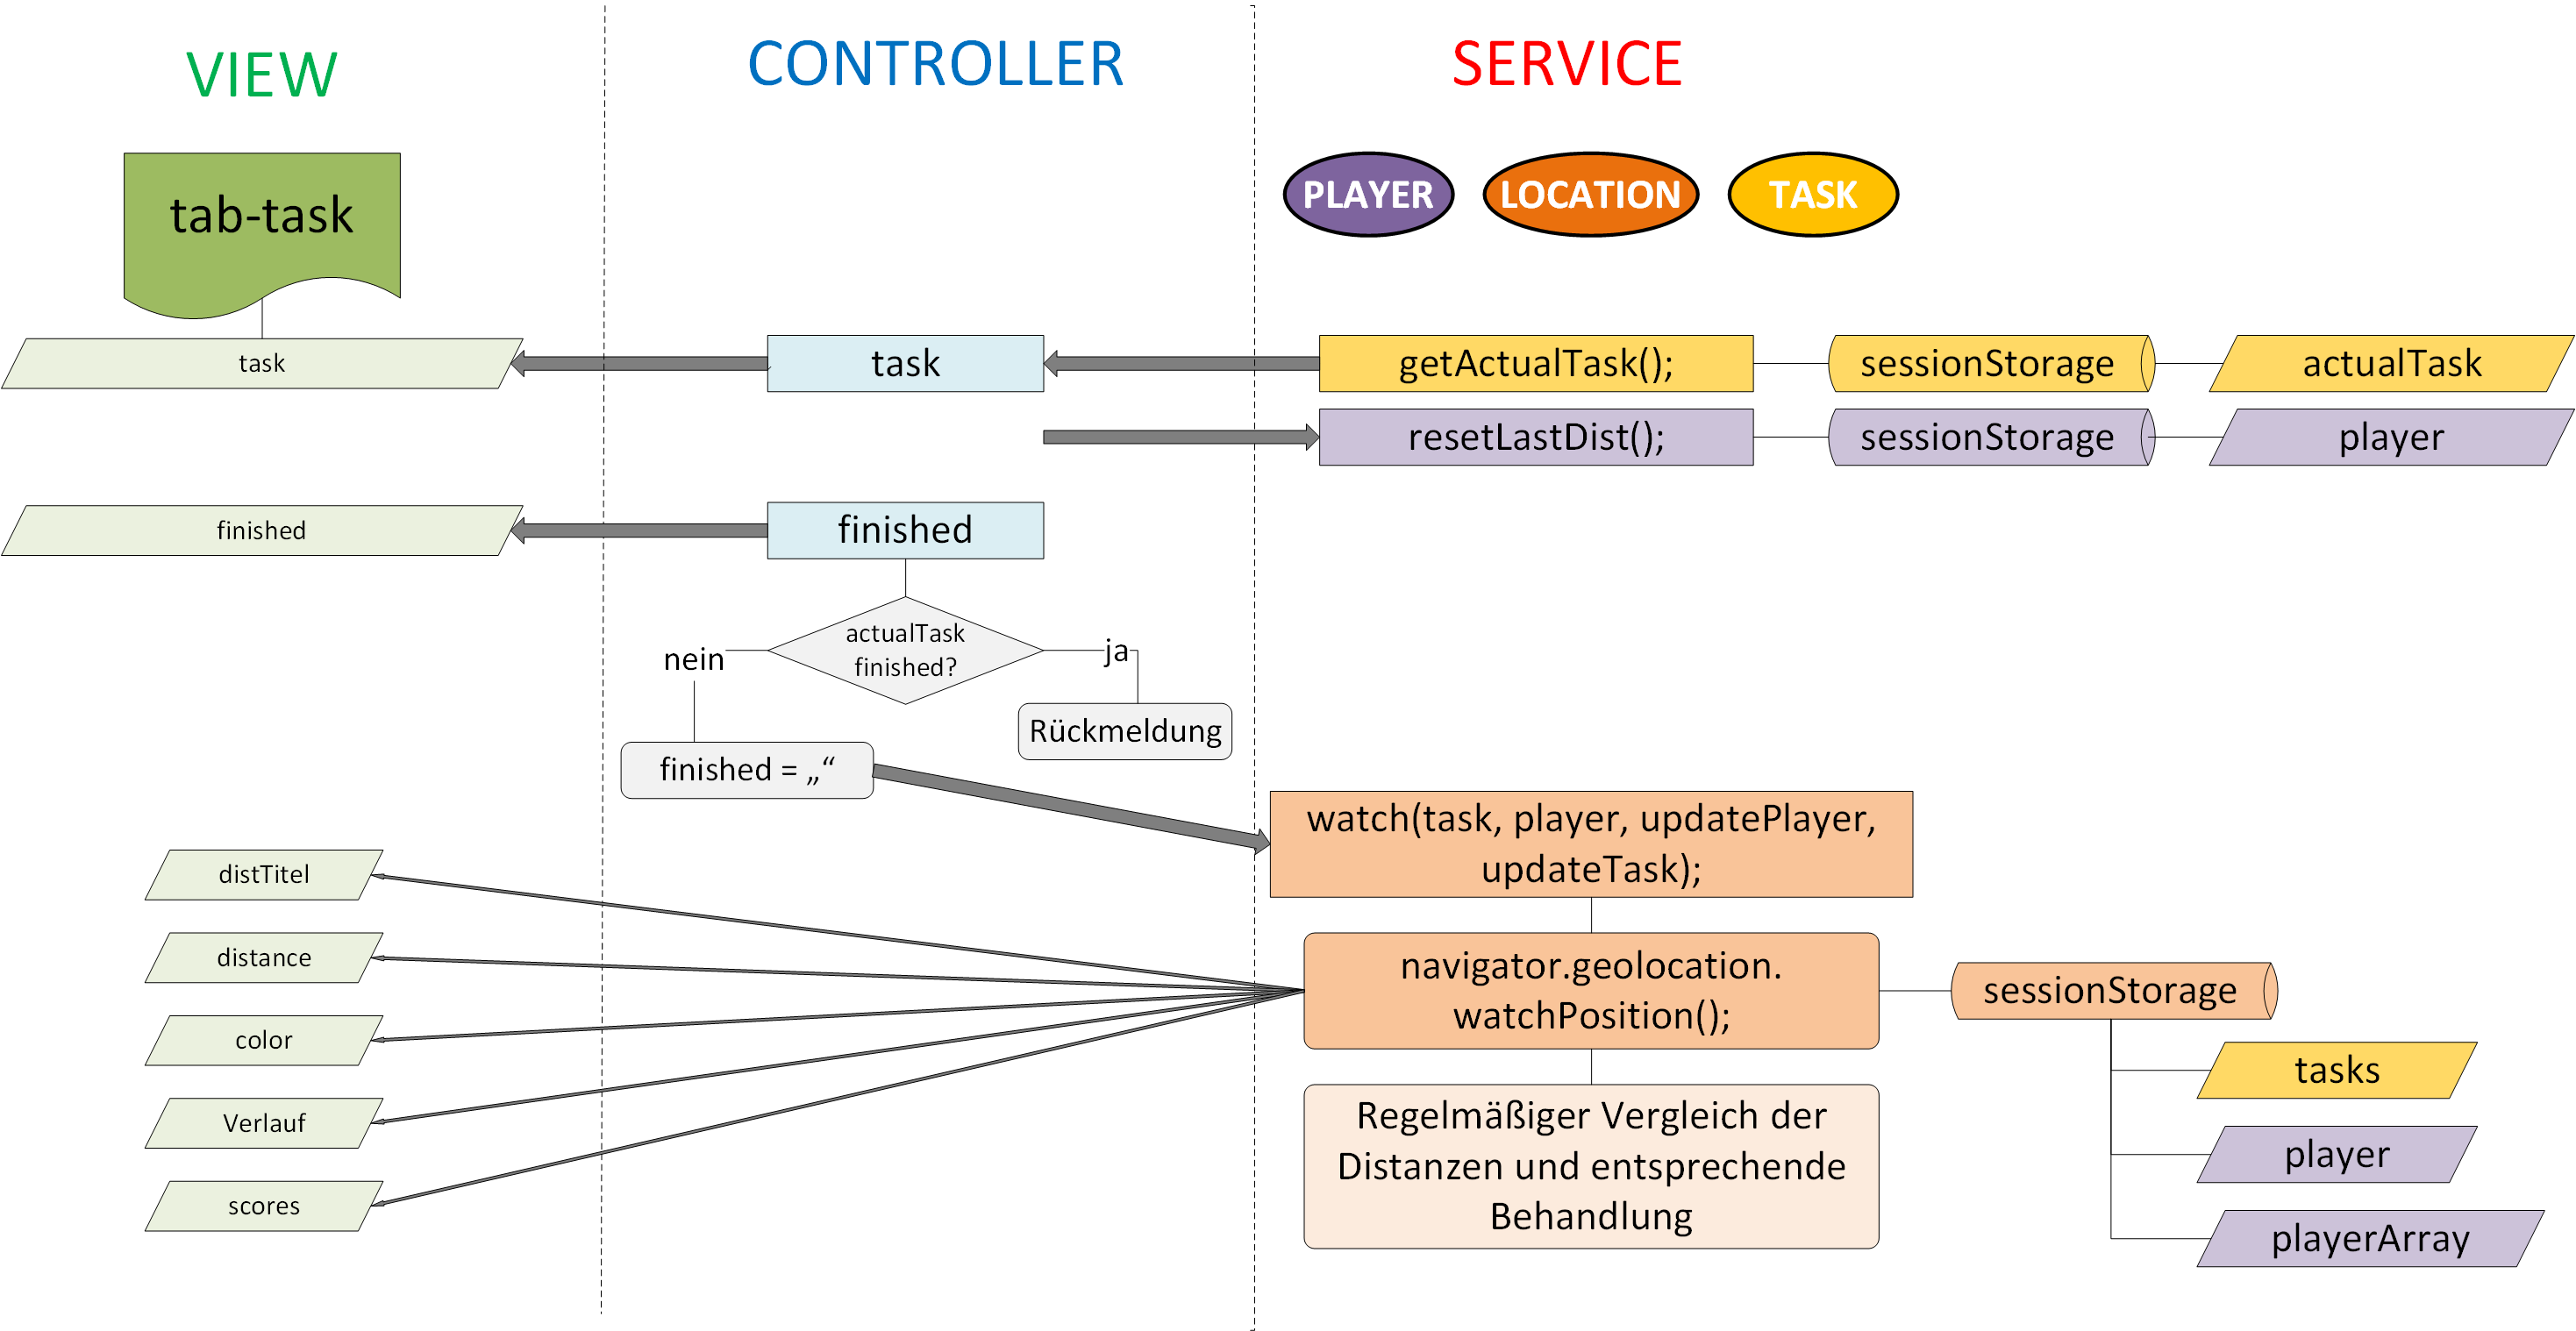 VIEW
CONTROLLER
SERVICE
tab-task
PLAYER
LOCATION
TASK
task
task
getActualTask();
sessionStorage
actualTask
resetLastDist();
sessionStorage
player
finished
finished
actualTask
finished?
nein
ja
Rückmeldung
finished = „“
watch(task, player, updatePlayer,
updateTask);
distTitel
distance
color
Verlauf
scores
navigator.geolocation.
watchPosition();
sessionStorage
tasks
player
playerArray
Regelmäßiger Vergleich der
Distanzen und entsprechende
Behandlung